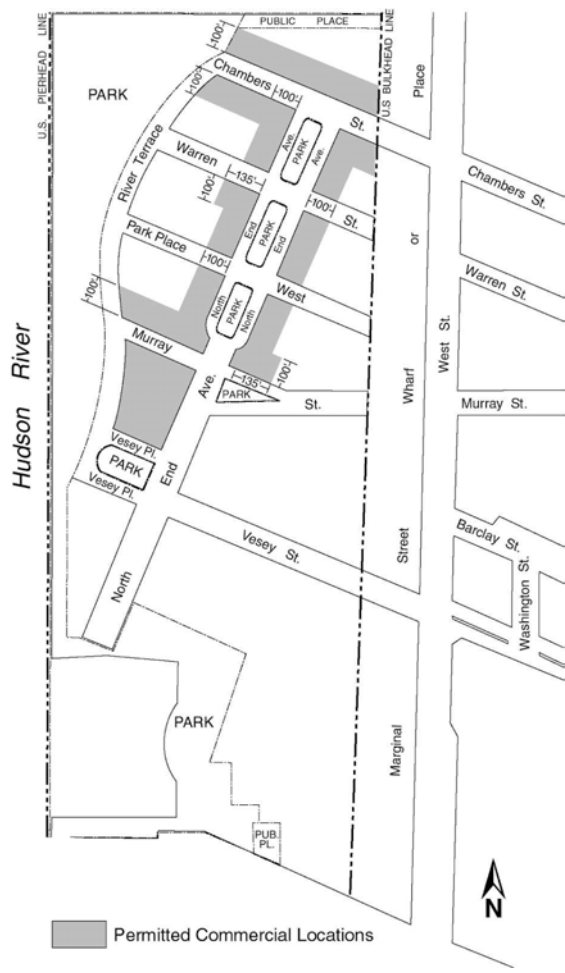 PUBLIC PLACE
U.S. PIERHEAD LINE
U.S BULKHEAD LINE
-100'-
Chambers
-100'-
-100'-
St.
Place
PARK
Ave.
PARK
Ave.
River Terrace
Warren
-135'-
-100'-
-100'-
St.
Chambers St.
End
PARK
End
Park Place
-100'-
West
or
Warren St.
-100'-
North
PARK
North
West St.
Murray
Hudson River
Ave.
-135'-
-100'-
PARK
St.
Wharf
Murray St.
Vesey Pl.
PARK
Vesey Pl.
End
Vesey St.
Street
Barclay St.
Washington St.
North
PARK
Marginal
PUB.
PL.
N
Permitted Commercial Locations